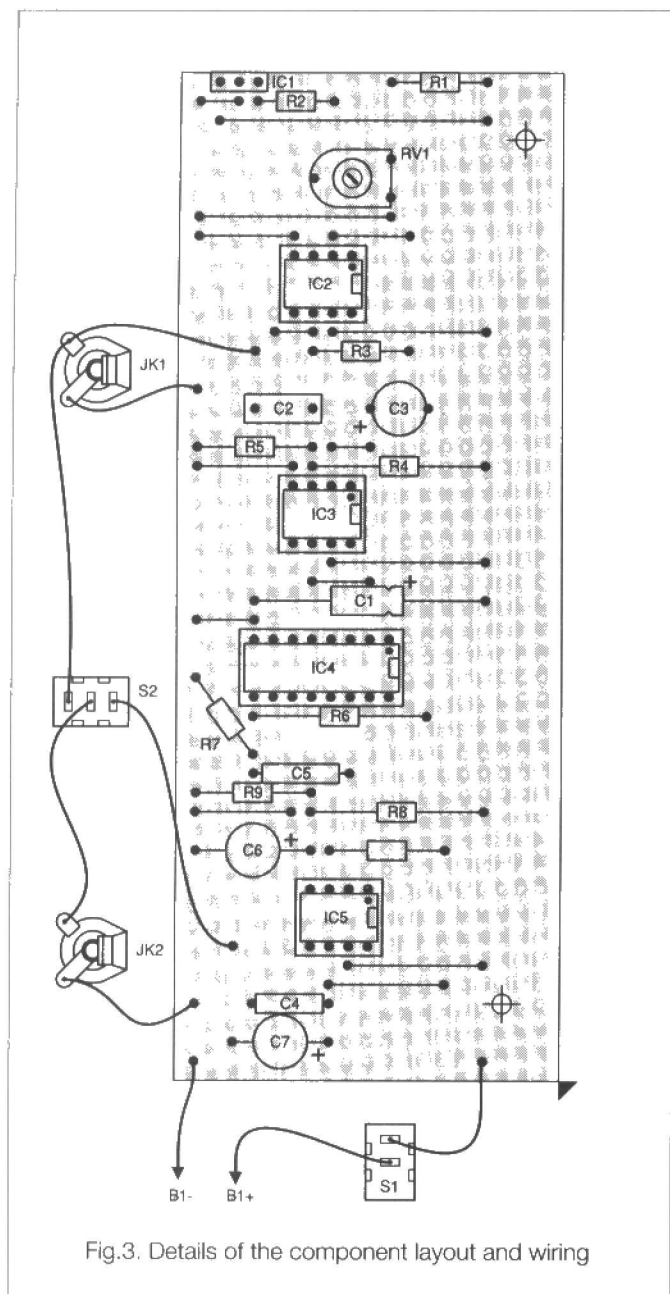 IC1
R1
R2
RV1
IC2
JK1
R3
C2
C3
+
R5
R4
IC3
+
C1
IC4
S2
R6
R7
C5
R9
R8
C6
+
IC5
JK2
C4
C7
+
B1-
B1+
S1
Fig.3. Details of the component layout and wiring